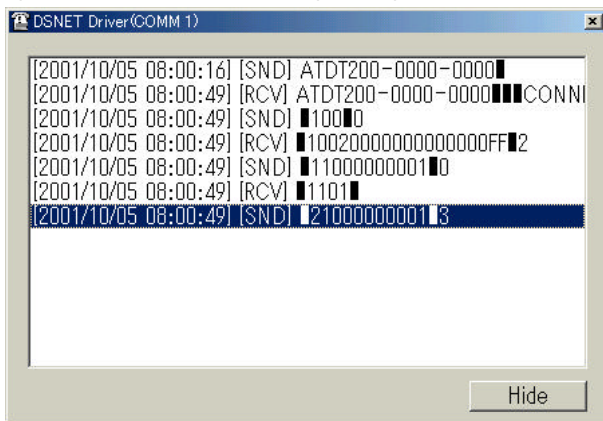 DSNET Driver(COMM 1)
[2001/10/05 08:00:16] [SND] ATDT200-0000-0000■
[2001/10/05 08:00:49] [RCV] ATDT200-0000-0000■■■CONNI
[2001/10/05 08:00:49] [SND] ■100■0
[2001/10/05 08:00:49] [RCV] ■10020000000000000FF■2
[2001/10/05 08:00:49] [SND] ■11000000001■0
[2001/10/05 08:00:49] [RCV] ■1101■
[2001/10/05 08:00:49] [SND] ■21000000001■3
Hide